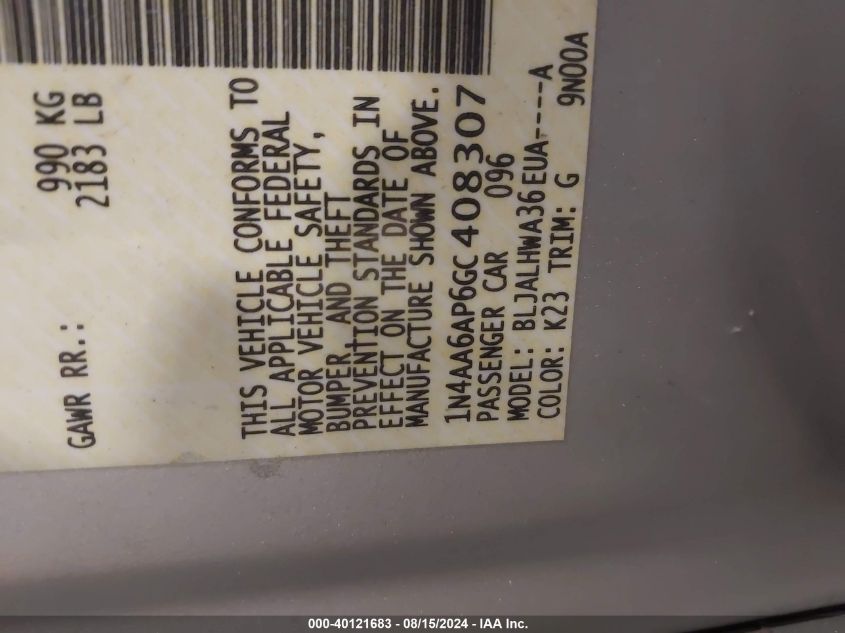 GAWR RR.: 990 KG
2183 LB
THIS VEHICLE CONFORMS TO
ALL APPLICABLE FEDERAL
MOTOR VEHICLE SAFETY,
BUMPER, AND THEFT
PREVENTION STANDARDS IN
EFFECT ON THE DATE OF
MANUFACTURE SHOWN ABOVE.
1N4AA6AP6GC408307
PASSENGER CAR 096
MODEL: BLJALHWA36EUA----A
COLOR: K23 TRIM: G 9N00A
000-40121683 - 08/15/2024 - IAA Inc.